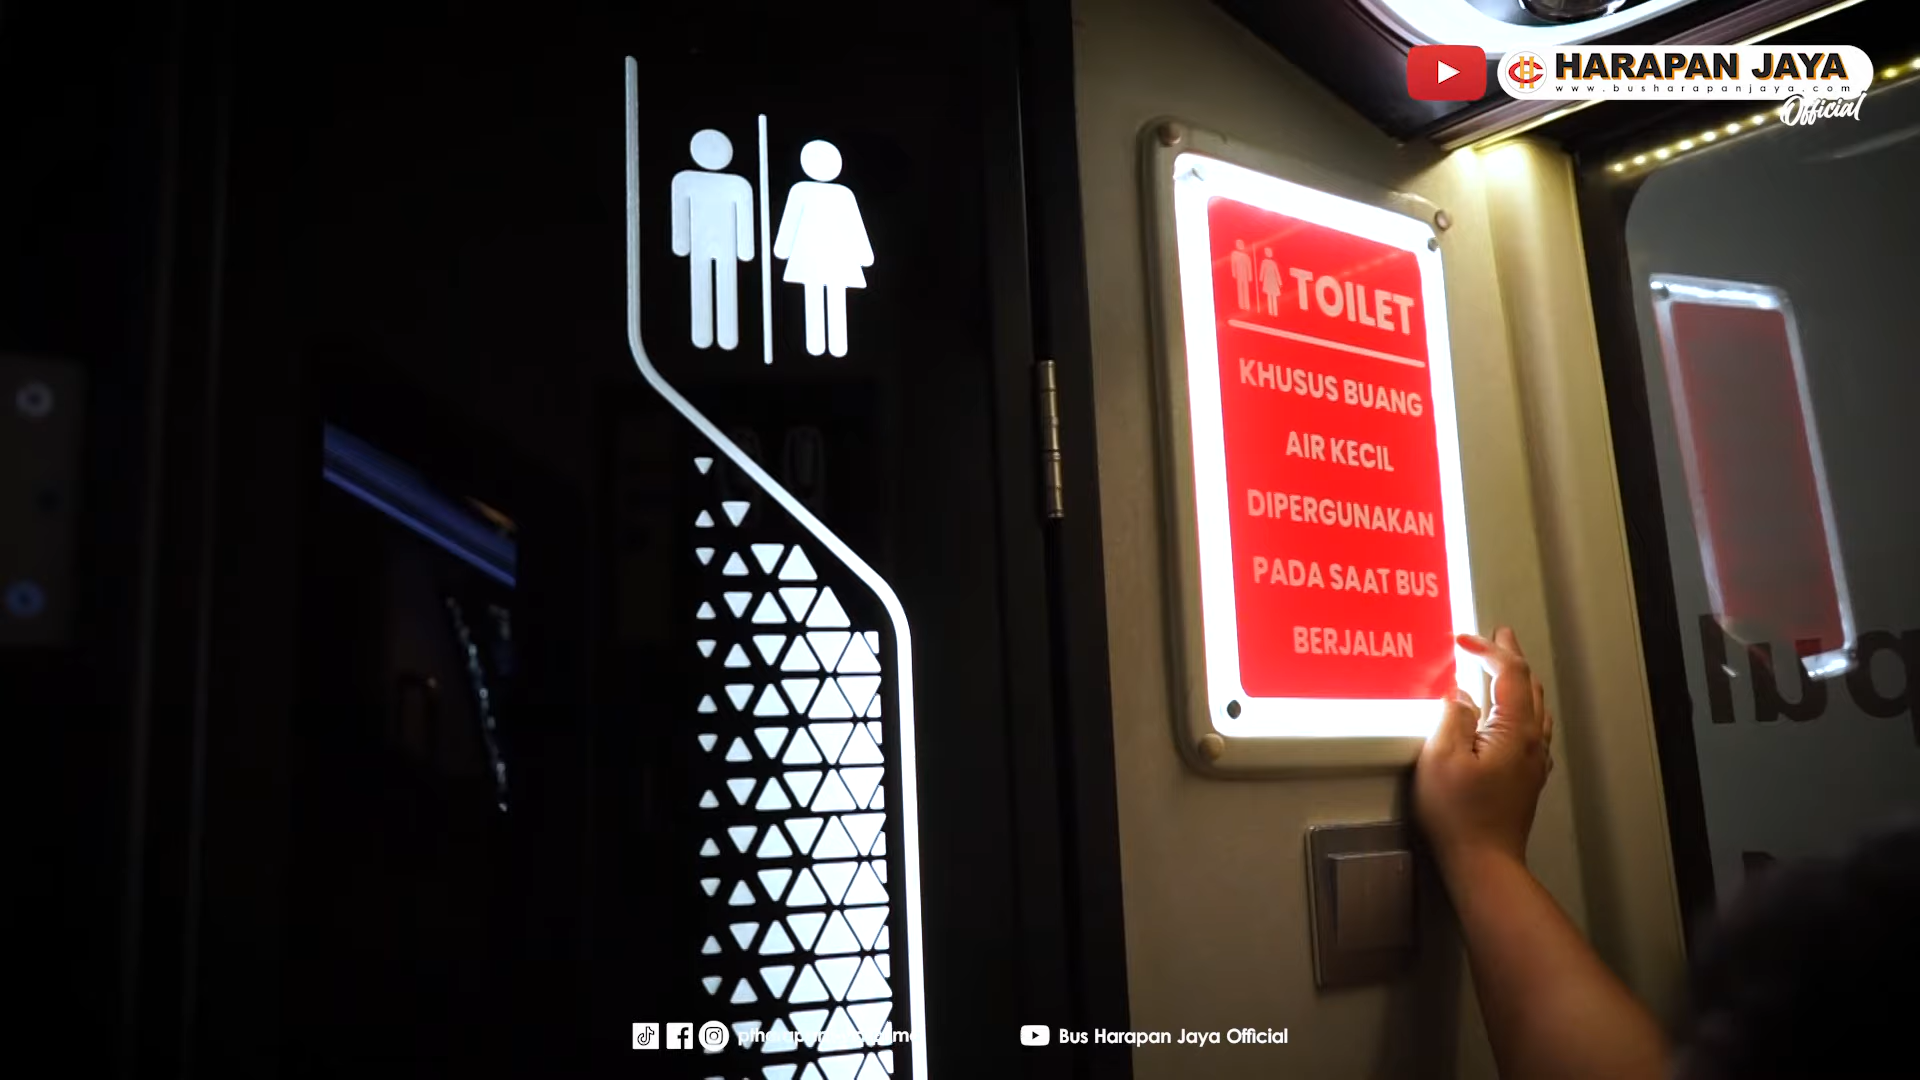 HARAPAN JAYA
www.busharapanjaya.com
Official
TOILET
KHUSUS BUANG
AIR KECIL
DIPERGUNAKAN
PADA SAAT BUS
BERJALAN
Bus Harapan Jaya Official